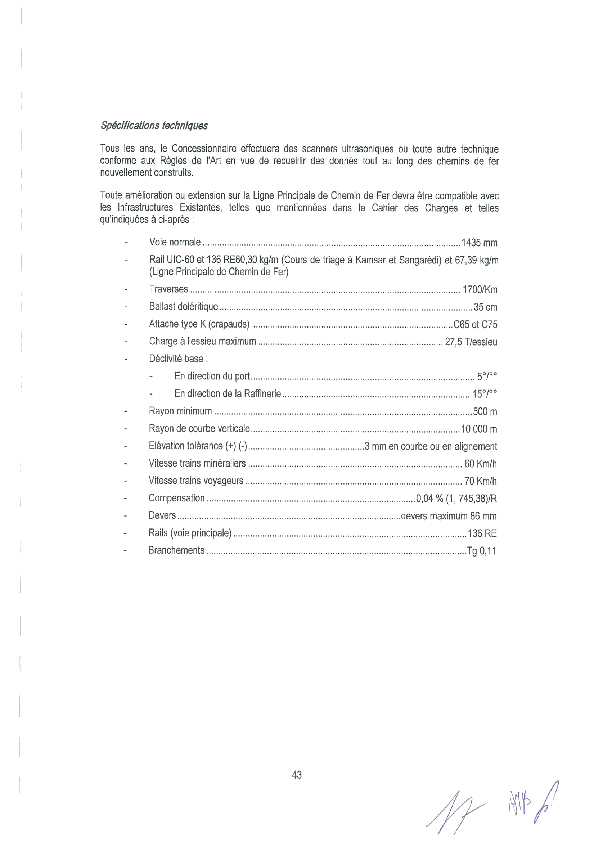 Spécifications techniques
Tous les ans, le Concessionnaire effectuera des scanners ultrasoniques ou toute autre technique
conforme aux Règles de l'Art en vue de recueillir des donnés tout au long des chemins de fer
nouvellement construits.
Toute amélioration ou extension sur la Ligne Principale de Chemin de Fer devra être compatible avec
les Infrastructures Existantes, telles que mentionnées dans le Cahier des Charges et telles
qu'indiquées à ci-après :
- Voie normale ........ 1435 mm
- Rail UIC-60 et 136 RE60,30 kg/m (Cours de triage à Kamsar et Sangarédi) et 67,39 kg/m
(Ligne Principale de Chemin de Fer)
- Traverses ........ 1700/Km
- Ballast doléritique ........ 35 cm
- Attache type K (crapauds) ........ C65 et C75
- Charge à l'essieu maximum ........ 27,5 T/essieu
- Déclivité base :
- En direction du port ........ 5°/°°
- En direction de la Raffinerie ........ 15°/°°
- Rayon minimum ........ 500 m
- Rayon de courbe verticale ........ 10 000 m
- Elévation tolérance (+) (-) ........ 3 mm en courbe ou en alignement
- Vitesse trains minéraliers ........ 60 Km/h
- Vitesse trains voyageurs ........ 70 Km/h
- Compensation ........ 0,04 % (1, 745,38)/R
- Devers ........ devers maximum 86 mm
- Rails (voie principale) ........ 136 RE
- Branchements ........ Tg 0,11
43